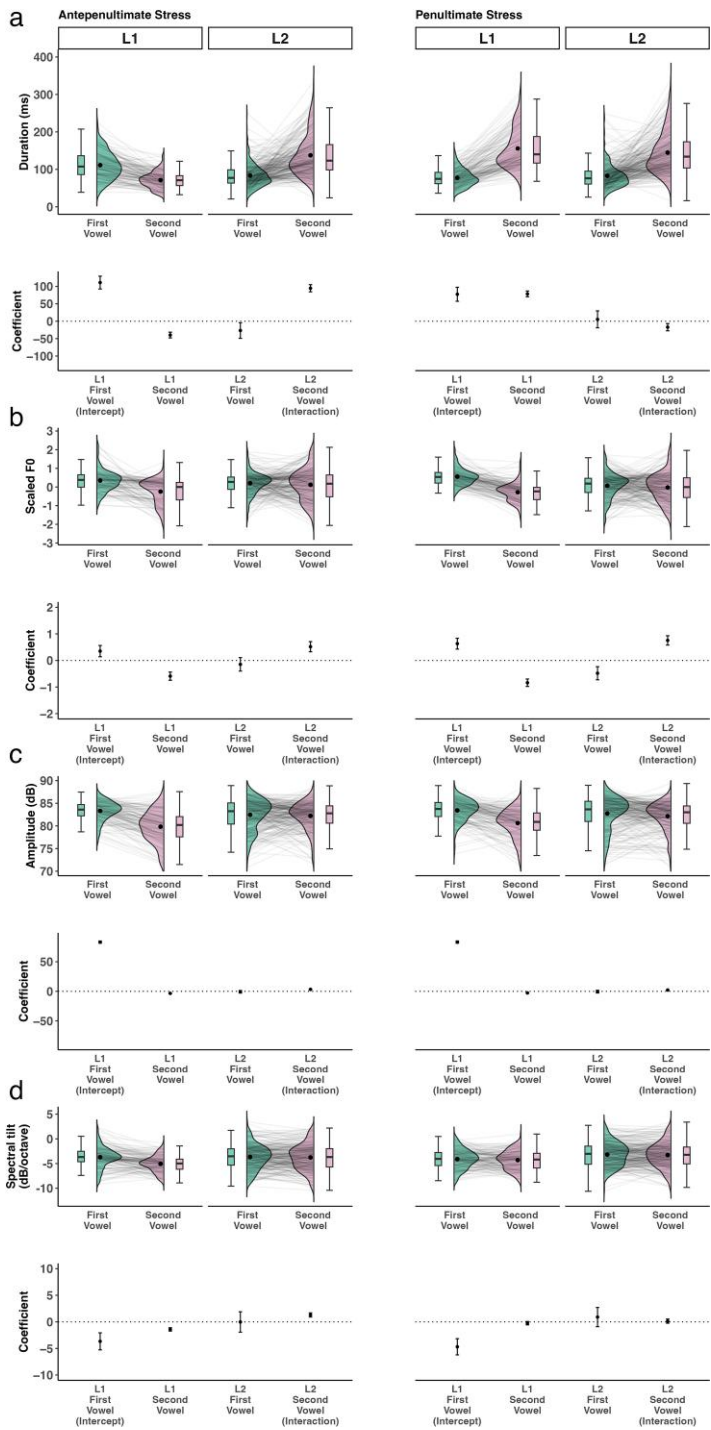 a
Antepenultimate Stress
Penultimate Stress
L1 L2 L1 L2
Duration (ms)
400
300
200
100
0
First Vowel Second Vowel First Vowel Second Vowel First Vowel Second Vowel First Vowel Second Vowel
Coefficient
100
50
0
−50
−100
L1 First Vowel (Intercept) L1 Second Vowel L2 First Vowel L2 Second Vowel (Interaction) L1 First Vowel (Intercept) L1 Second Vowel L2 First Vowel L2 Second Vowel (Interaction)
b
Scaled F0
3
2
1
0
-1
-2
-3
First Vowel Second Vowel First Vowel Second Vowel First Vowel Second Vowel First Vowel Second Vowel
Coefficient
2
1
0
−1
−2
L1 First Vowel (Intercept) L1 Second Vowel L2 First Vowel L2 Second Vowel (Interaction) L1 First Vowel (Intercept) L1 Second Vowel L2 First Vowel L2 Second Vowel (Interaction)
c
Amplitude (dB)
90
85
80
75
70
First Vowel Second Vowel First Vowel Second Vowel First Vowel Second Vowel First Vowel Second Vowel
Coefficient
50
0
−50
L1 First Vowel (Intercept) L1 Second Vowel L2 First Vowel L2 Second Vowel (Interaction) L1 First Vowel (Intercept) L1 Second Vowel L2 First Vowel L2 Second Vowel (Interaction)
d
Spectral tilt (dB/octave)
5
0
-5
-10
First Vowel Second Vowel First Vowel Second Vowel First Vowel Second Vowel First Vowel Second Vowel
Coefficient
10
5
0
−5
−10
L1 First Vowel (Intercept) L1 Second Vowel L2 First Vowel L2 Second Vowel (Interaction) L1 First Vowel (Intercept) L1 Second Vowel L2 First Vowel L2 Second Vowel (Interaction)